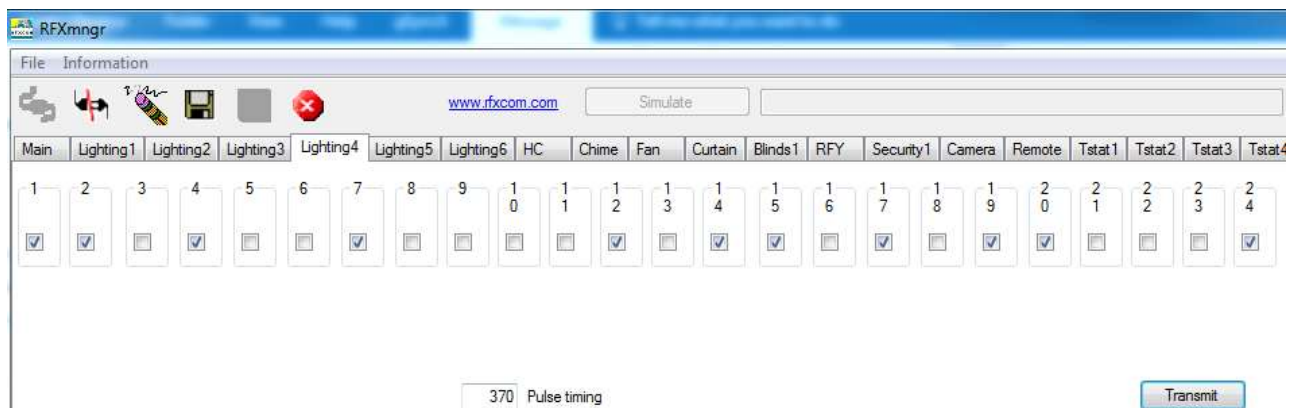 RFXmngr
File Information
www.rfxcom.com Simulate
Main Lighting1 Lighting2 Lighting3 Lighting4 Lighting5 Lighting6 HC Chime Fan Curtain Blinds1 RFY Security1 Camera Remote Tstat1 Tstat2 Tstat3 Tstat4
1 2 3 4 5 6 7 8 9 10 11 12 13 14 15 16 17 18 19 20 21 22 23 24
370 Pulse timing Transmit